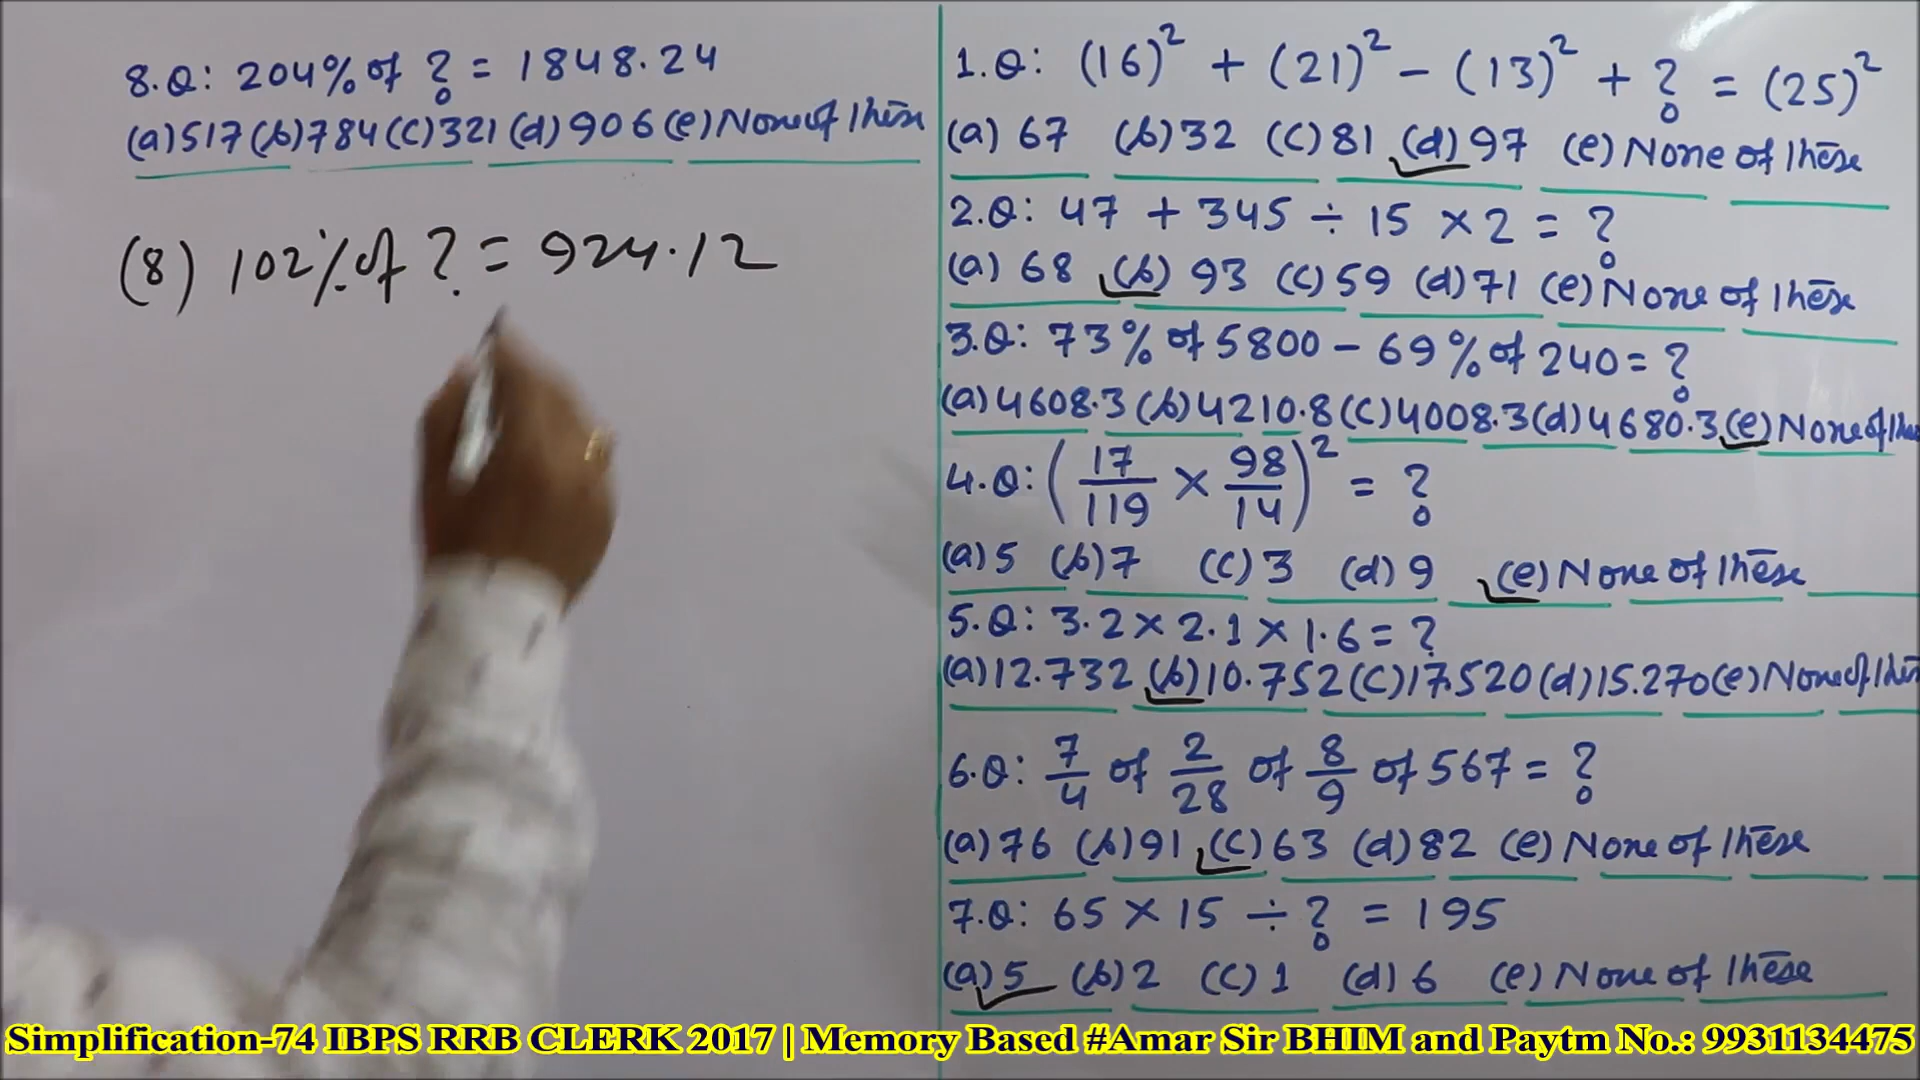 8.Q: 204% of ? = 1848.24
(a) 517 (b) 784 (c) 321 (d) 906 (e) None of these
(8) 102% of ? = 924.12
1.Q: (16)² + (21)² - (13)² + ? = (25)²
(a) 67 (b) 32 (c) 81 (d) 97 (e) None of these
2.Q: 47 + 345 ÷ 15 × 2 = ?
(a) 68 (b) 93 (c) 59 (d) 71 (e) None of these
3.Q: 73% of 5800 - 69% of 240 = ?
(a) 4608.3 (b) 4210.8 (c) 4008.3 (d) 4680.3 (e) None of these
4.Q: (17/119 × 98/14)² = ?
(a) 5 (b) 7 (c) 3 (d) 9 (e) None of these
5.Q: 3.2 × 2.1 × 1.6 = ?
(a) 12.732 (b) 10.752 (c) 17.520 (d) 15.270 (e) None of
6.Q: 7/4 of 2/28 of 8/9 of 567 = ?
(a) 76 (b) 91 (c) 63 (d) 82 (e) None of these
7.Q: 65 × 15 ÷ ? = 195
(a) 5 (b) 2 (c) 1 (d) 6 (e) None of these
Simplification-74 IBPS RRB CLERK 2017 | Memory Based #Amar Sir BHIM and Paytm No.: 9931134475